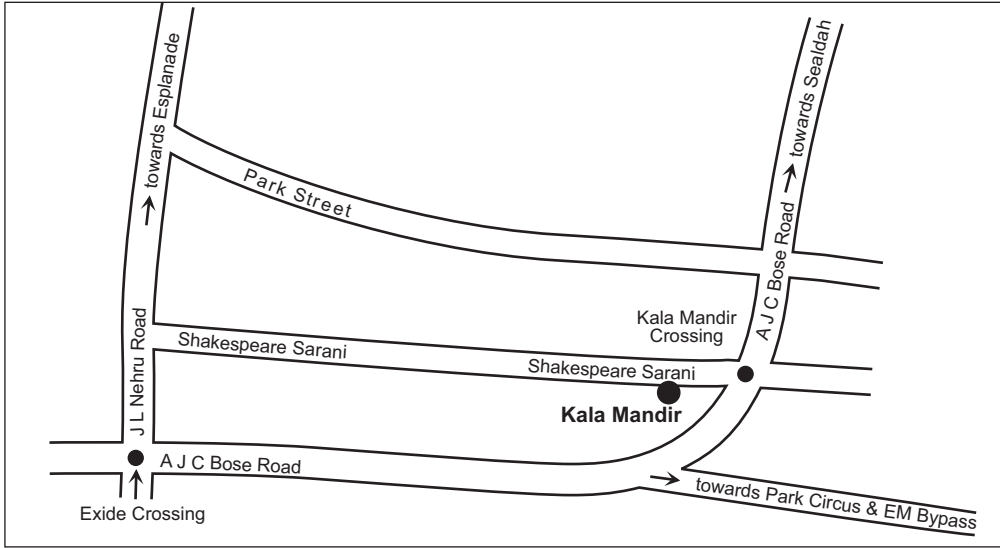 towards Esplanade
towards Sealdah
Park Street
A J C Bose Road
Kala Mandir
Crossing
J L Nehru Road
Shakespeare Sarani
Shakespeare Sarani
Kala Mandir
A J C Bose Road
towards Park Circus & EM Bypass
Exide Crossing